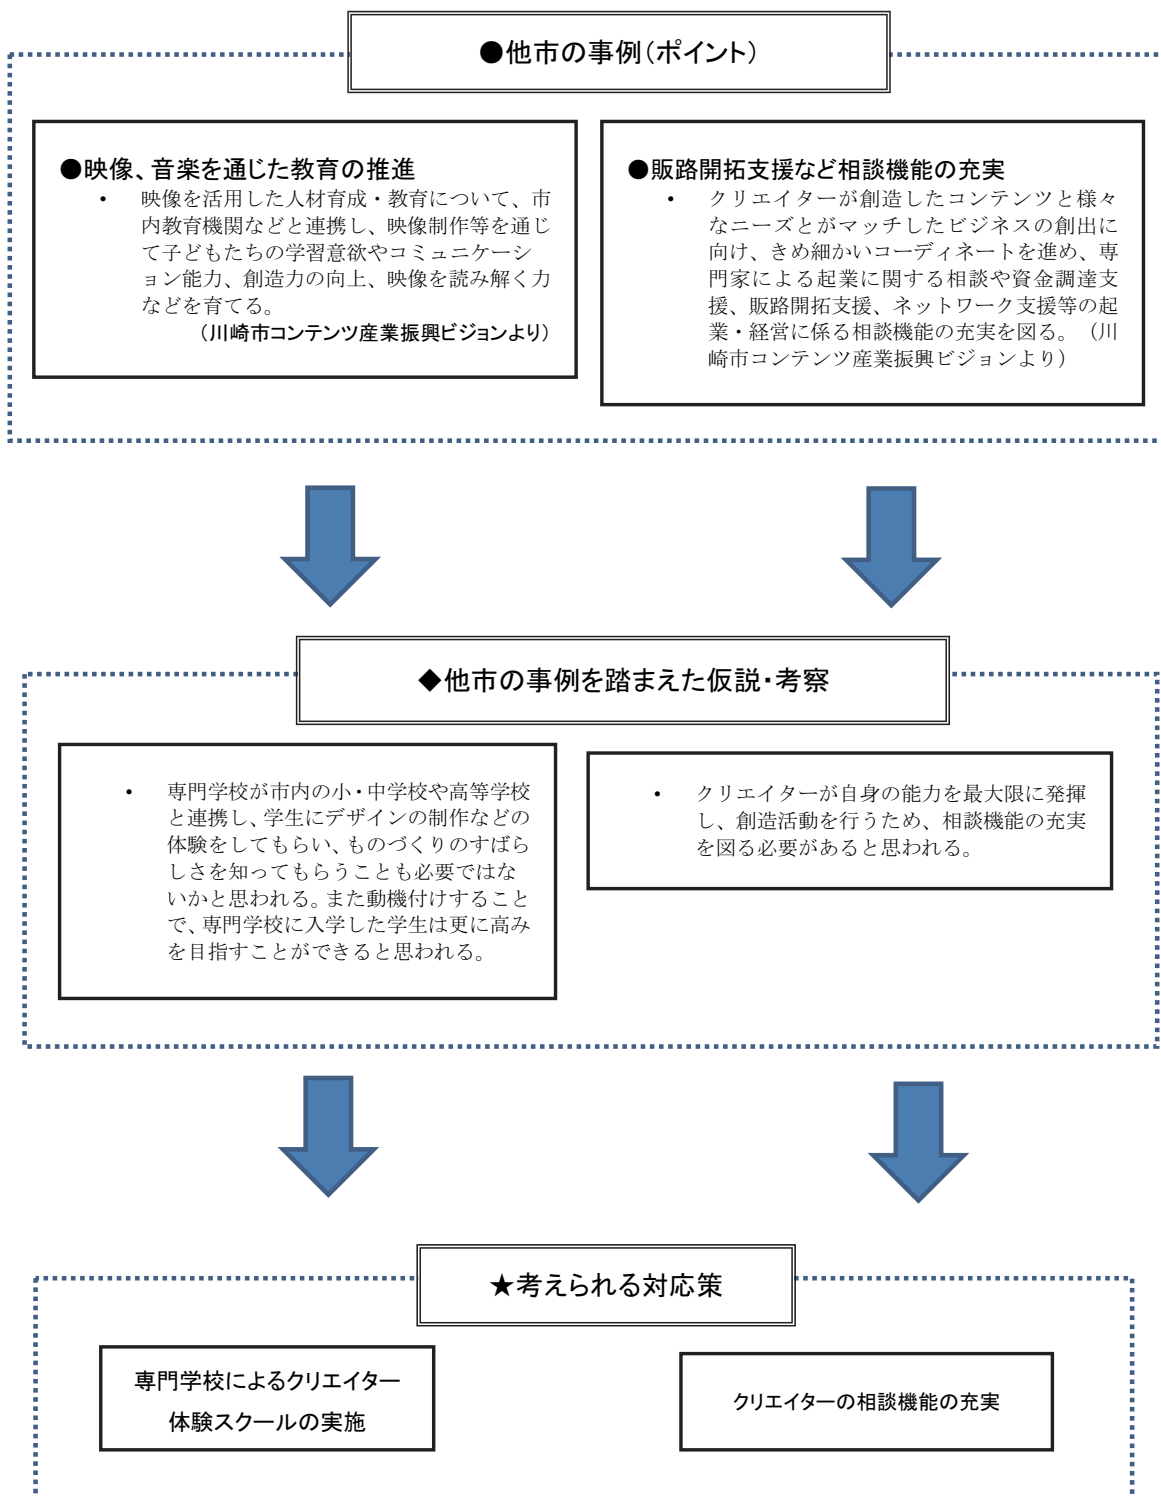 ●他市の事例(ポイント)
●映像、音楽を通じた教育の推進
・ 映像を活用した人材育成・教育について、市
内教育機関などと連携し、映像制作等を通じ
て子どもたちの学習意欲やコミュニケーシ
ョン能力、創造力の向上、映像を読み解く力
などを育てる。
(川崎市コンテンツ産業振興ビジョンより)
●販路開拓支援など相談機能の充実
・ クリエイターが創造したコンテンツと様々
なニーズとがマッチしたビジネスの創出に
向け、きめ細かいコーディネートを進め、専
門家による起業に関する相談や資金調達支
援、販路開拓支援、ネットワーク支援等の起
業・経営に係る相談機能の充実を図る。（川
崎市コンテンツ産業振興ビジョンより）
◆他市の事例を踏まえた仮説・考察
・ 専門学校が市内の小・中学校や高等学校
と連携し、学生にデザインの制作などの
体験をしてもらい、ものづくりのすばら
しさを知ってもらうことも必要ではな
いかと思われる。また動機付けすること
で、専門学校に入学した学生は更に高み
を目指すことができると思われる。
・ クリエイターが自身の能力を最大限に発揮
し、創造活動を行うため、相談機能の充実
を図る必要があると思われる。
★考えられる対応策
専門学校によるクリエイター
体験スクールの実施
クリエイターの相談機能の充実